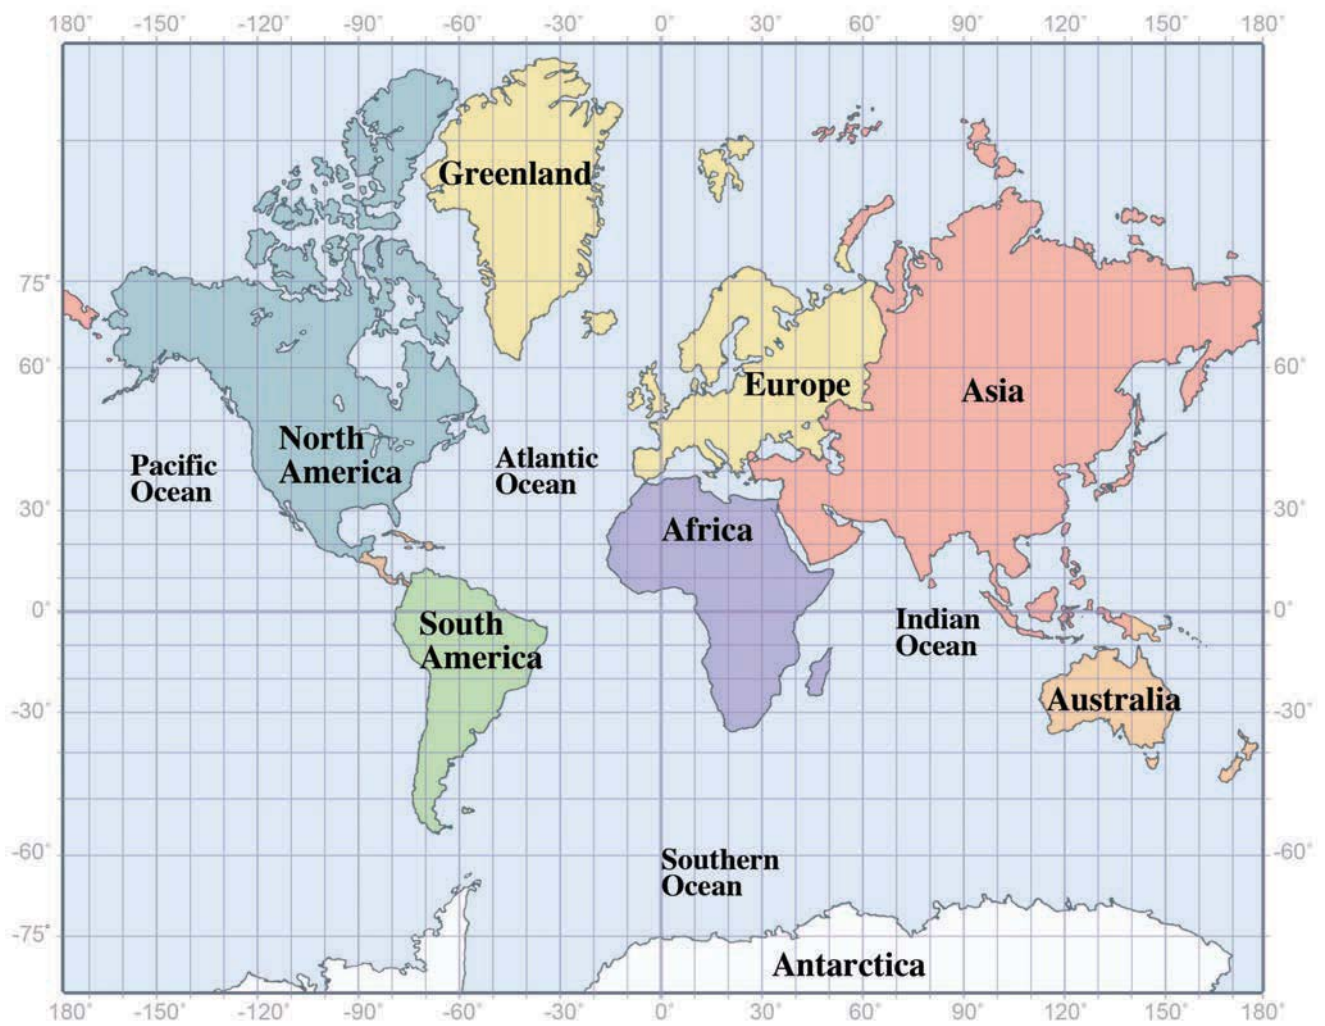 180° -150° -120° -90° -60° -30° 0° 30° 60° 90° 120° 150° 180°
Greenland
75° 75°
60° 60°
Europe
Asia
North
America
Pacific
Ocean
Atlantic
Ocean
30° 30°
Africa
0° 0°
South
America
Indian
Ocean
Australia
-30° -30°
-60° -60°
Southern
Ocean
-75° -75°
Antarctica
180° -150° -120° -90° -60° -30° 0° 30° 60° 90° 120° 150° 180°